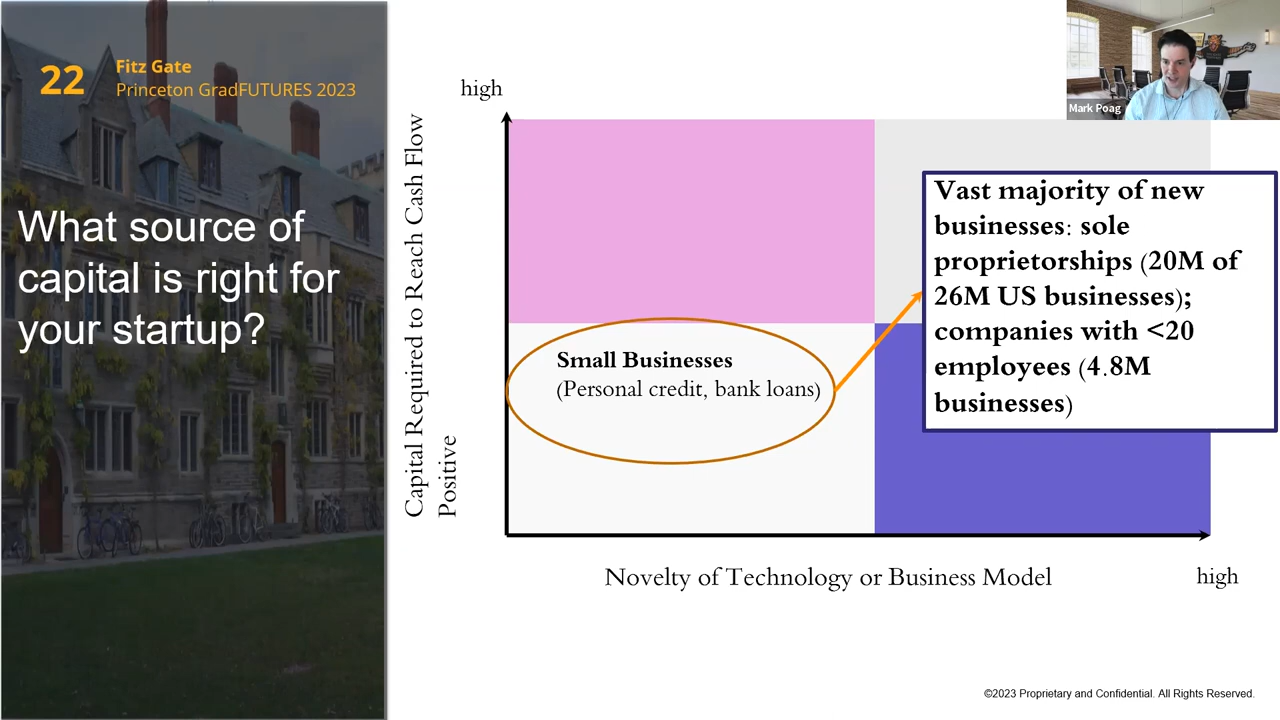 22
Fitz Gate
Princeton GradFUTURES 2023
What source of
capital is right for
your startup?
high
Capital Required to Reach Cash Flow
Positive
Small Businesses
(Personal credit, bank loans)
Mark Poag
Vast majority of new
businesses: sole
proprietorships (20M of
26M US businesses);
companies with <20
employees (4.8M
businesses)
Novelty of Technology or Business Model
high
©2023 Proprietary and Confidential. All Rights Reserved.